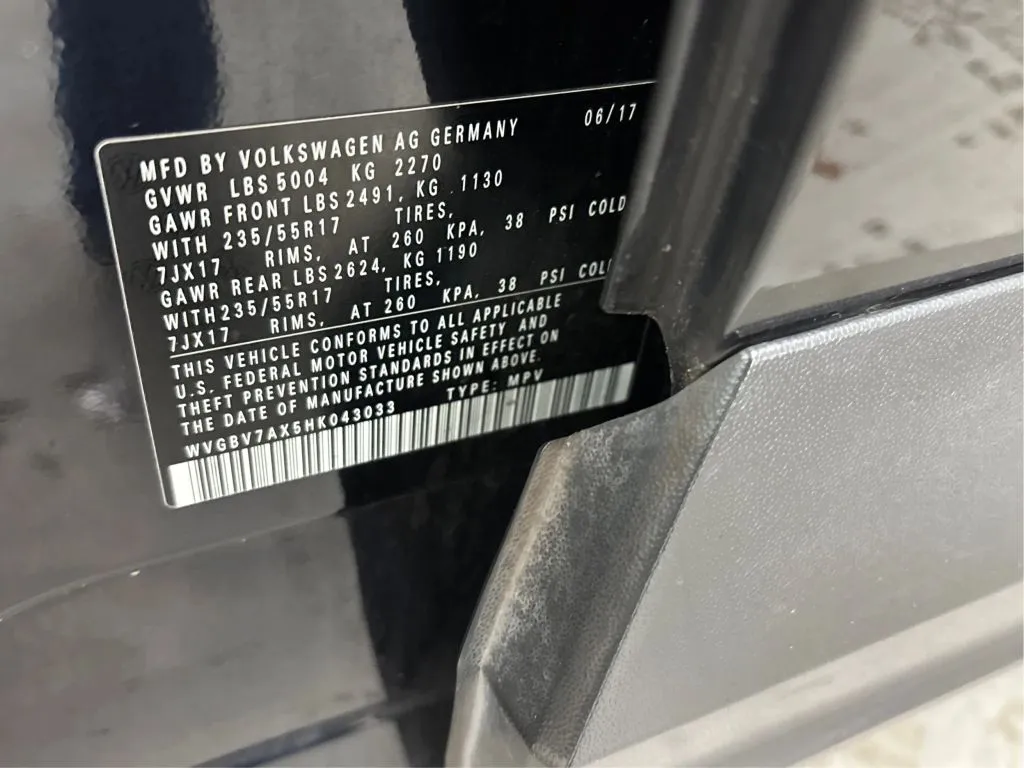 MFD BY VOLKSWAGEN AG GERMANY 06/17
GVWR LBS 5004 KG 2270
GAWR FRONT LBS 2491, KG 1130
WITH 235/55R17 TIRES,
7JX17 RIMS, AT 260 KPA, 38 PSI COLD
GAWR REAR LBS 2624, KG 1190
WITH 235/55R17 TIRES,
7JX17 RIMS, AT 260 KPA, 38 PSI COLD
THIS VEHICLE CONFORMS TO ALL APPLICABLE
U.S. FEDERAL MOTOR VEHICLE SAFETY AND
THEFT PREVENTION STANDARDS IN EFFECT ON
THE DATE OF MANUFACTURE SHOWN ABOVE.
WVGBV7AX5HK043033 TYPE: MPV